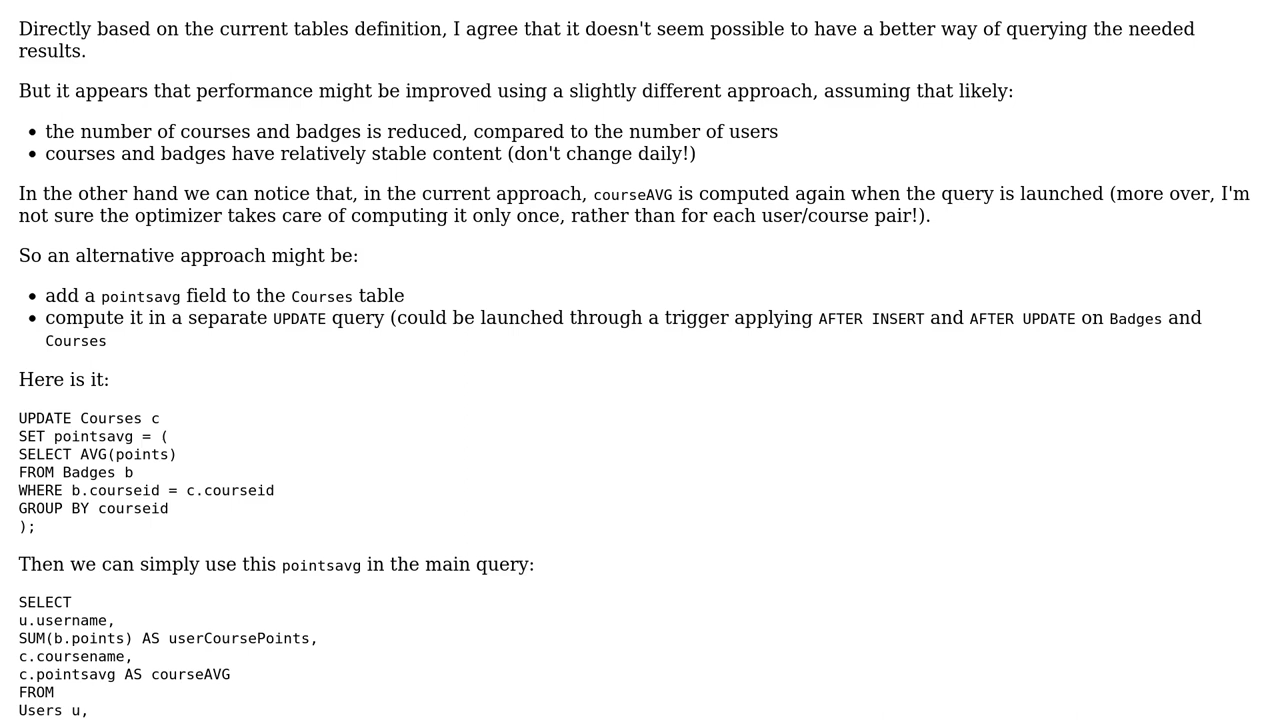 Directly based on the current tables definition, I agree that it doesn't seem possible to have a better way of querying the needed
results.
But it appears that performance might be improved using a slightly different approach, assuming that likely:
• the number of courses and badges is reduced, compared to the number of users
• courses and badges have relatively stable content (don't change daily!)
In the other hand we can notice that, in the current approach, courseAVG is computed again when the query is launched (more over, I'm
not sure the optimizer takes care of computing it only once, rather than for each user/course pair!).
So an alternative approach might be:
• add a pointsavg field to the Courses table
• compute it in a separate UPDATE query (could be launched through a trigger applying AFTER INSERT and AFTER UPDATE on Badges and
Courses
Here is it:
UPDATE Courses c
SET pointsavg = (
SELECT AVG(points)
FROM Badges b
WHERE b.courseid = c.courseid
GROUP BY courseid
);
Then we can simply use this pointsavg in the main query:
SELECT
u.username,
SUM(b.points) AS userCoursePoints,
c.coursename,
c.pointsavg AS courseAVG
FROM
Users u,